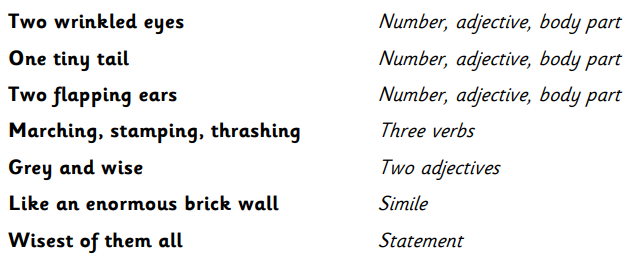 Two wrinkled eyes Number, adjective, body part
One tiny tail Number, adjective, body part
Two flapping ears Number, adjective, body part
Marching, stamping, thrashing Three verbs
Grey and wise Two adjectives
Like an enormous brick wall Simile
Wisest of them all Statement